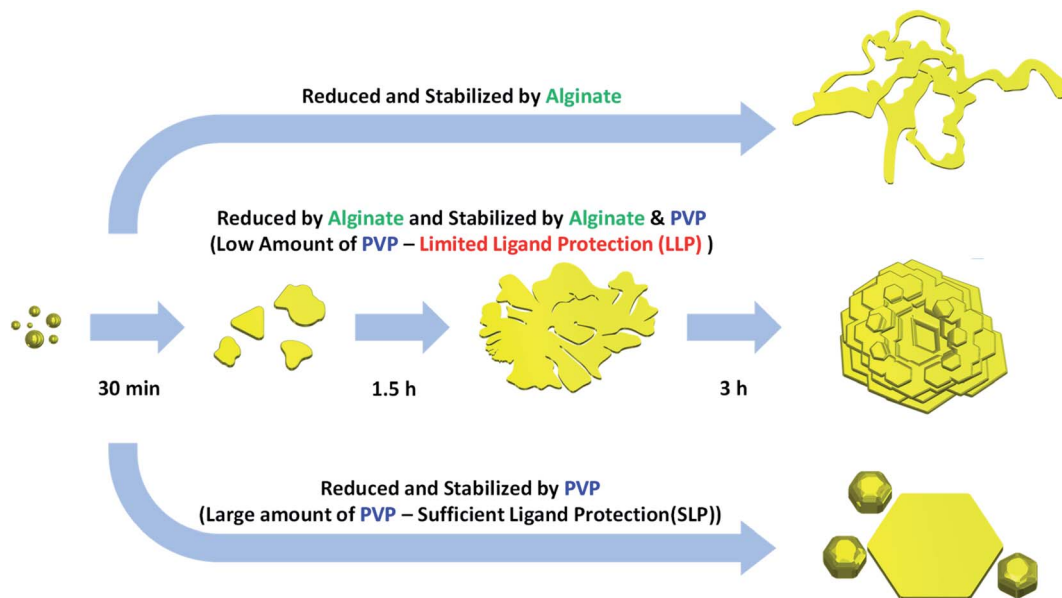 Reduced and Stabilized by Alginate
Reduced by Alginate and Stabilized by Alginate & PVP
(Low Amount of PVP – Limited Ligand Protection (LLP) )
30 min
1.5 h
3 h
Reduced and Stabilized by PVP
(Large amount of PVP – Sufficient Ligand Protection(SLP))